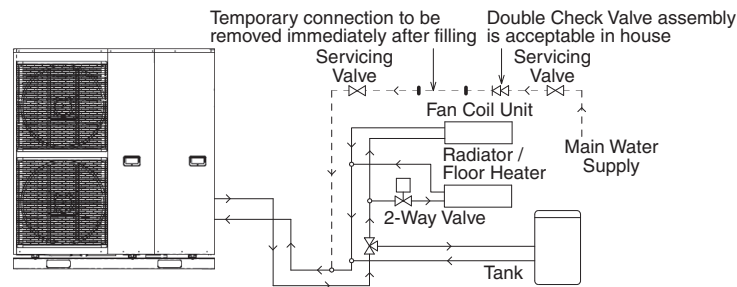 Temporary connection to be
removed immediately after filling
Double Check Valve assembly
is acceptable in house
Servicing
Valve
Servicing
Valve
Fan Coil Unit
Main Water
Supply
Radiator /
Floor Heater
2-Way Valve
Tank